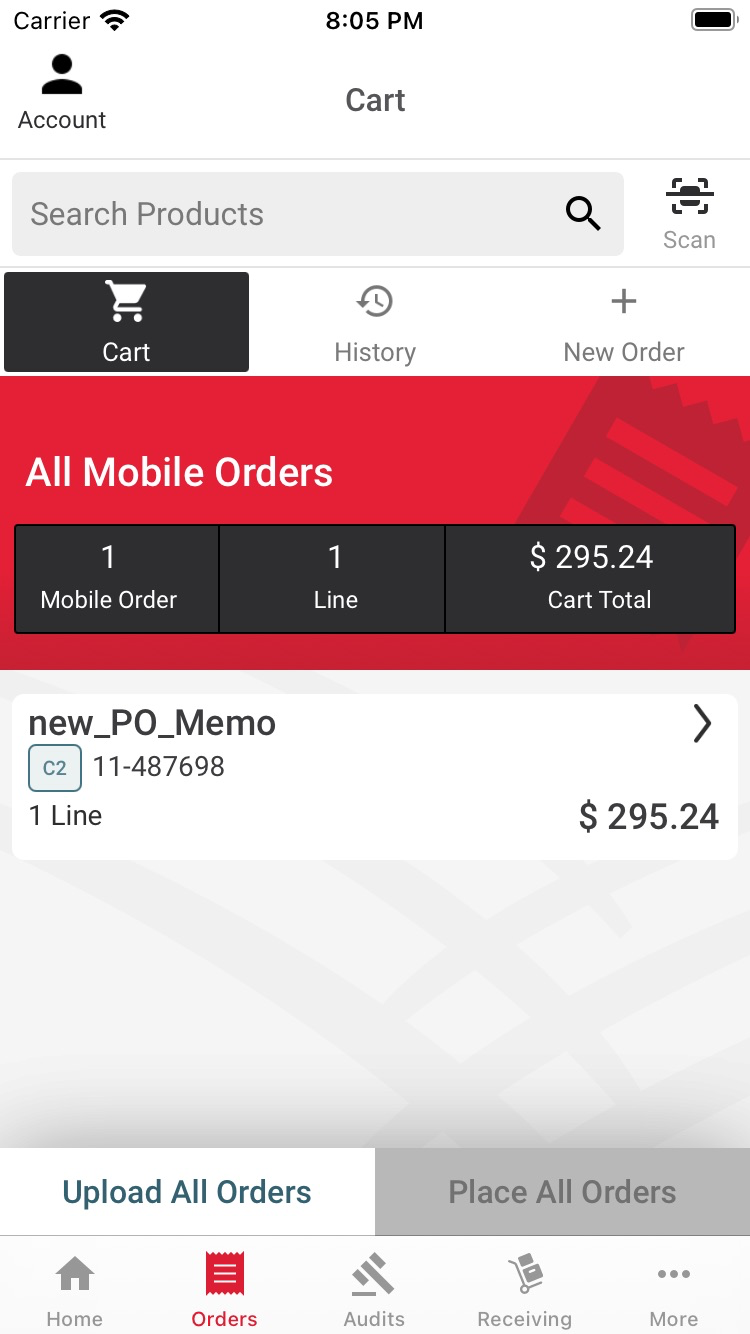 Carrier 8:05 PM
Account
Cart
Search Products
Scan
Cart History New Order
All Mobile Orders
1 1 $ 295.24
Mobile Order Line Cart Total
new_PO_Memo
C2 11-487698
1 Line $ 295.24
Upload All Orders Place All Orders
Home Orders Audits Receiving More